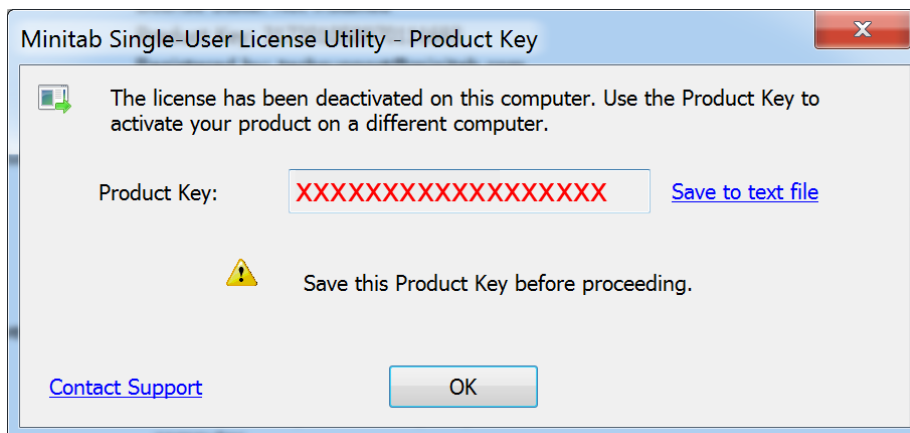 Minitab Single-User License Utility - Product Key
X
The license has been deactivated on this computer. Use the Product Key to
activate your product on a different computer.
Product Key: XXXXXXXXXXXXXXXXXX Save to text file
Save this Product Key before proceeding.
Contact Support OK